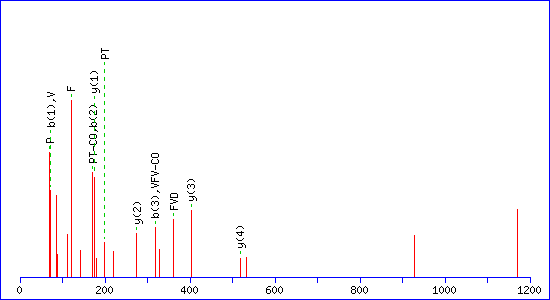 P
b(1),V
F
PT-CO,b(2)
y(1)
PT
y(2)
b(3),VFV-CO
FVD
y(3)
y(4)
0 200 400 600 800 1000 1200